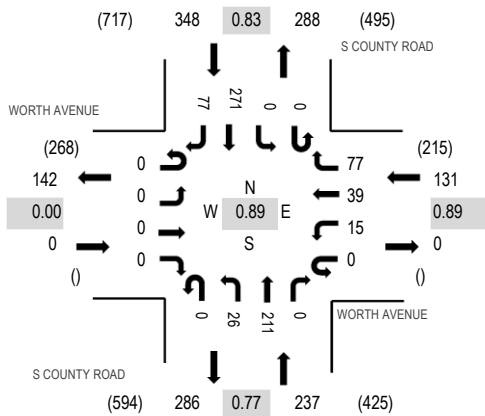 (717) 348 0.83 288 (495)
S COUNTY ROAD
77 271 0 0
WORTH AVENUE
(268) (215)
0 77
142 131
N
0 39
0.00 W 0.89 E 0.89
0 15
S
0 0
0 0
() ()
0 26 211 0
WORTH AVENUE
S COUNTY ROAD
(594) 286 0.77 237 (425)